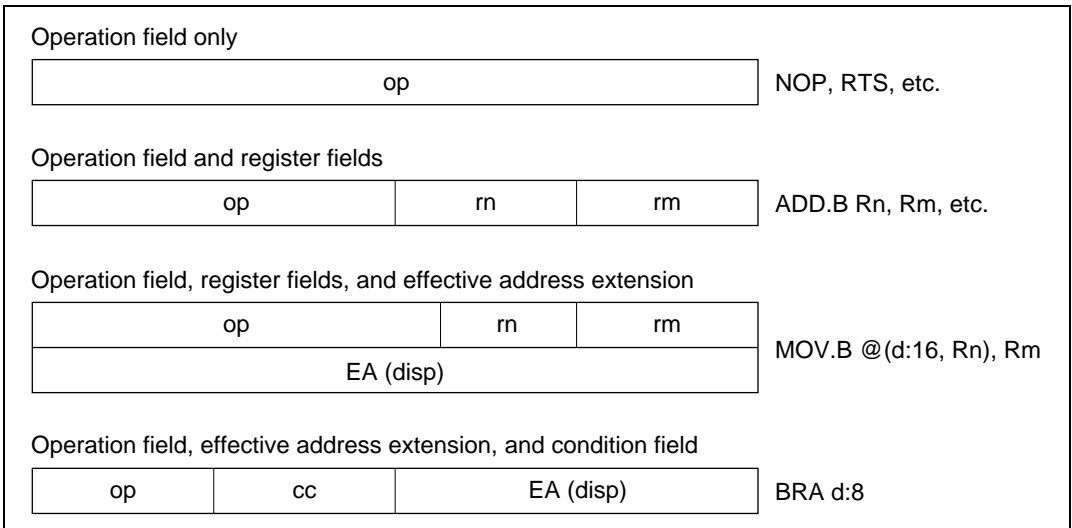 Operation field only
op
NOP, RTS, etc.
Operation field and register fields
op rn rm
ADD.B Rn, Rm, etc.
Operation field, register fields, and effective address extension
op rn rm
EA (disp)
MOV.B @(d:16, Rn), Rm
Operation field, effective address extension, and condition field
op cc EA (disp)
BRA d:8